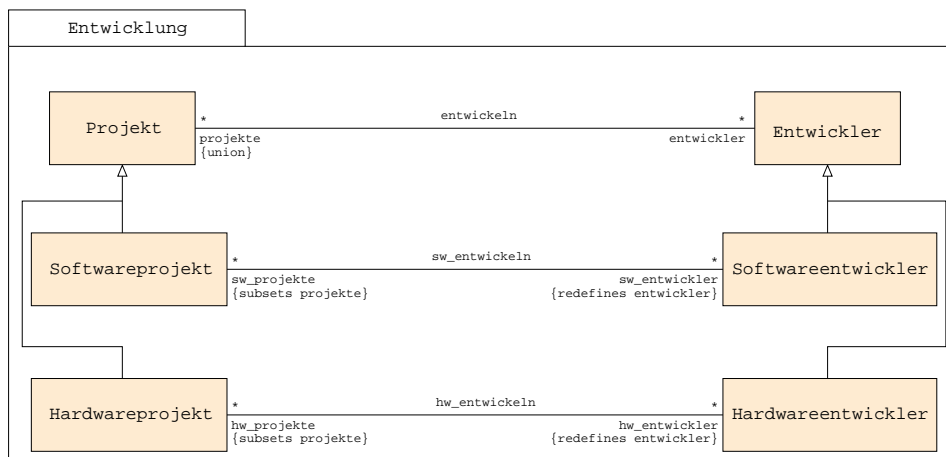 Entwicklung
Projekt
*
entwickeln
*
Entwickler
projekte
{union}
entwickler
Softwareprojekt
*
sw_entwickeln
*
Softwareentwickler
sw_projekte
{subsets projekte}
sw_entwickler
{redefines entwickler}
Hardwareprojekt
*
hw_entwickeln
*
Hardwareentwickler
hw_projekte
{subsets projekte}
hw_entwickler
{redefines entwickler}